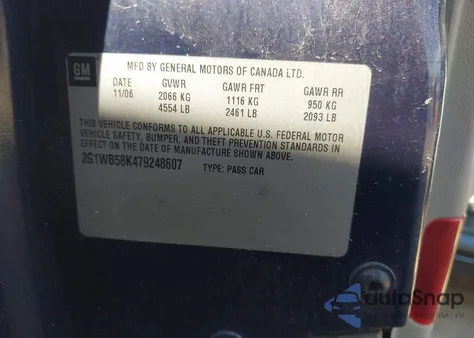 GM
MFD BY GENERAL MOTORS OF CANADA LTD.
DATE GVWR GAWR FRT GAWR RR
11/06 2066 KG 1116 KG 950 KG
4554 LB 2461 LB 2093 LB
THIS VEHICLE CONFORMS TO ALL APPLICABLE U.S. FEDERAL MOTOR
VEHICLE SAFETY, BUMPER, AND THEFT PREVENTION STANDARDS IN
EFFECT ON THE DATE OF MANUFACTURE SHOWN ABOVE.
2G1WB58K479248607 TYPE: PASS CAR
AutoSnap